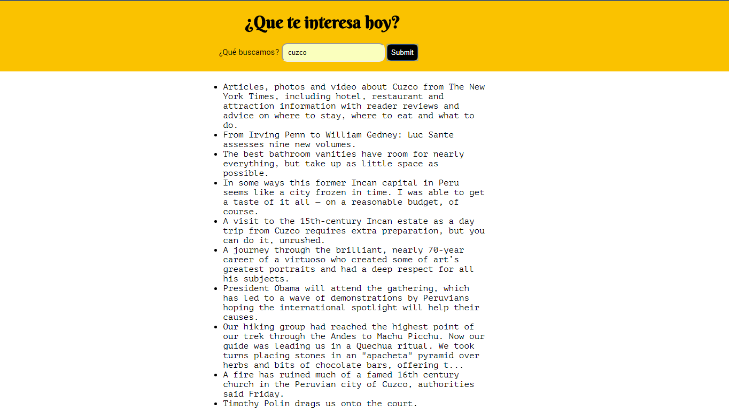 ¿Que te interesa hoy?
¿Qué buscamos? cuzco Submit
• Articles, photos and video about Cuzco from The New
York Times, including hotel, restaurant and
attraction information with reader reviews and
advice on where to stay, where to eat and what to
do.
• From Irving Penn to William Gedney: Luc Sante
assesses nine new volumes.
• The best bathroom vanities have room for nearly
everything, but take up as little space as
possible.
• In some ways this former Incan capital in Peru
seems like a city frozen in time. I was able to get
a taste of it all — on a reasonable budget, of
course.
• A visit to the 15th-century Incan estate as a day
trip from Cuzco requires extra preparation, but you
can do it, unrushed.
• A journey through the brilliant, nearly 70-year
career of a virtuoso who created some of art's
greatest portraits and had a deep respect for all
his subjects.
• President Obama will attend the gathering, which
has led to a wave of demonstrations by Peruvians
hoping the international spotlight will help their
causes.
• Our hiking group had reached the highest point of
our trek through the Andes to Machu Picchu. Now our
guide was leading us in a Quechua ritual. We took
turns placing stones in an "apacheta" pyramid over
herbs and bits of chocolate bars, offering t...
• A fire has ruined much of a famed 16th century
church in the Peruvian city of Cuzco, authorities
said Friday.
• Timothy Polin drags us onto the court.